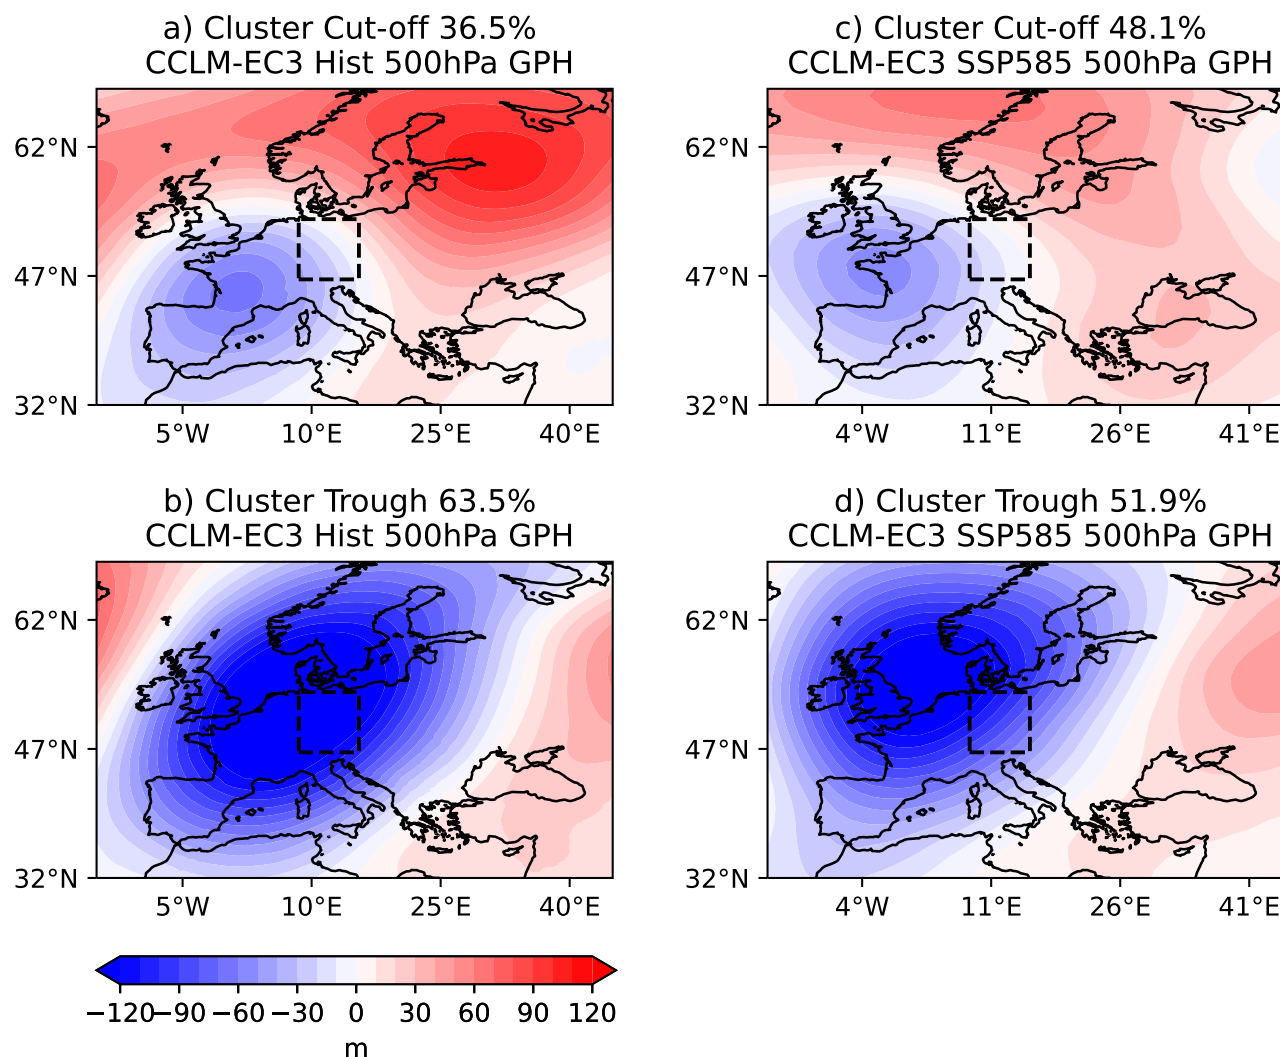 a) Cluster Cut-off 36.5%
CCLM-EC3 Hist 500hPa GPH
62°N
47°N
32°N
5°W 10°E 25°E 40°E
c) Cluster Cut-off 48.1%
CCLM-EC3 SSP585 500hPa GPH
62°N
47°N
32°N
4°W 11°E 26°E 41°E
b) Cluster Trough 63.5%
CCLM-EC3 Hist 500hPa GPH
62°N
47°N
32°N
5°W 10°E 25°E 40°E
d) Cluster Trough 51.9%
CCLM-EC3 SSP585 500hPa GPH
62°N
47°N
32°N
4°W 11°E 26°E 41°E
−120 −90 −60 −30 0 30 60 90 120
m